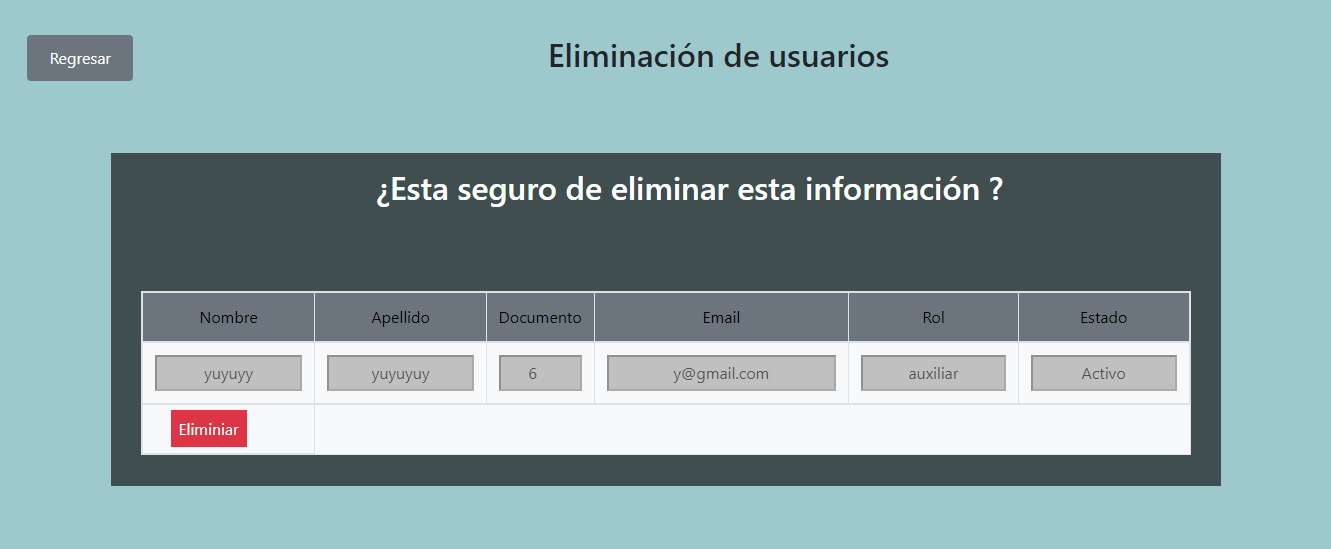 Regresar
Eliminación de usuarios
¿Esta seguro de eliminar esta información ?
Nombre Apellido Documento Email Rol Estado
yuyuyy yuyuyuy 6 y@gmail.com auxiliar Activo
Eliminiar